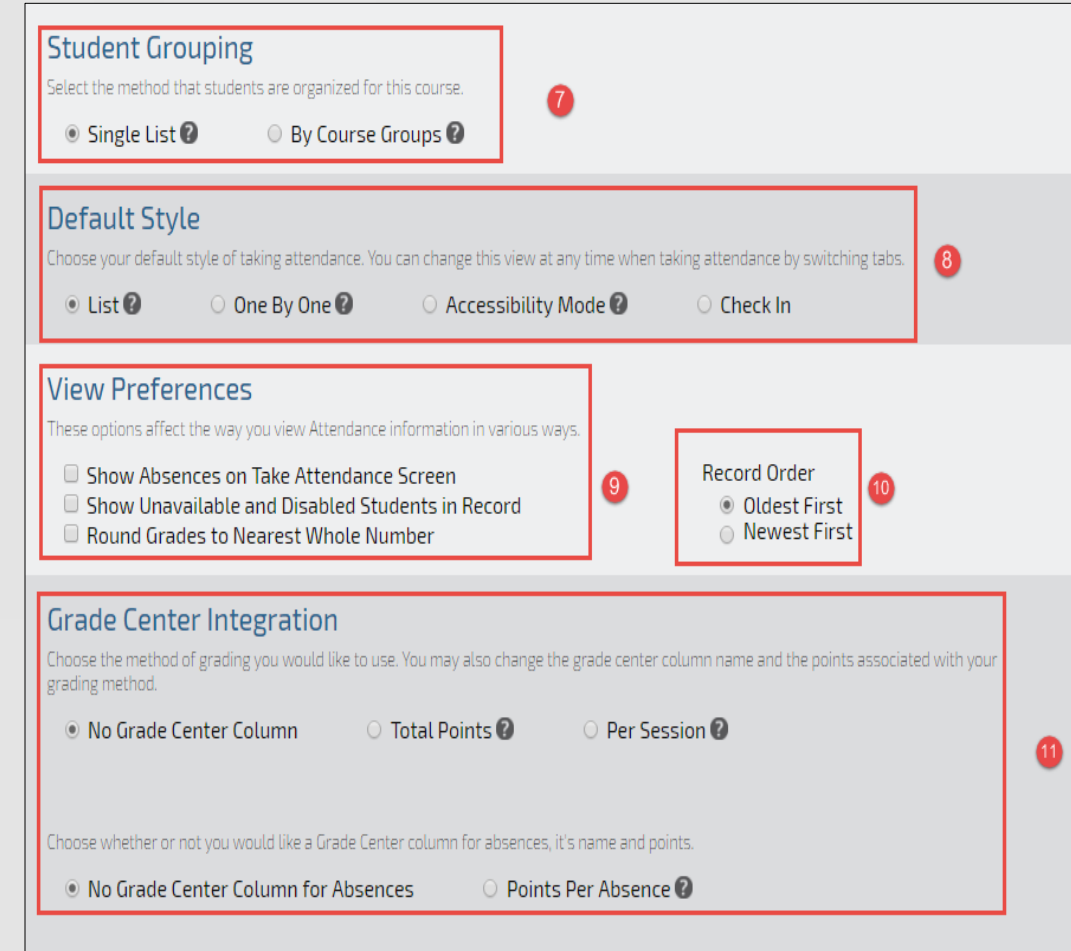 Student Grouping
Select the method that students are organized for this course.
7
Single List ? By Course Groups ?
Default Style
Choose your default style of taking attendance. You can change this view at any time when taking attendance by switching tabs.
8
List ? One By One ? Accessibility Mode ? Check In
View Preferences
These options affect the way you view Attendance information in various ways.
Show Absences on Take Attendance Screen
Show Unavailable and Disabled Students in Record
Round Grades to Nearest Whole Number
9
Record Order
Oldest First
Newest First
10
Grade Center Integration
Choose the method of grading you would like to use. You may also change the grade center column name and the points associated with your
grading method.
No Grade Center Column Total Points ? Per Session ?
11
Choose whether or not you would like a Grade Center column for absences, it's name and points.
No Grade Center Column for Absences Points Per Absence ?